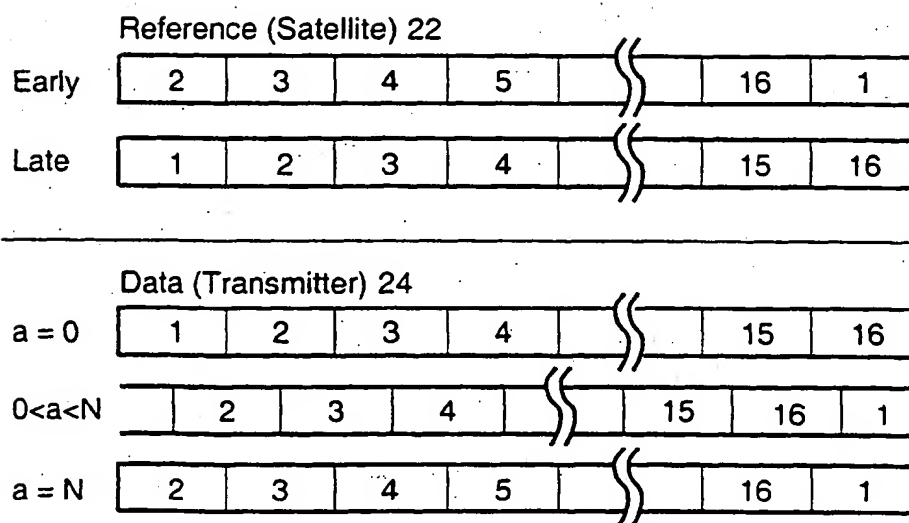 Reference (Satellite) 22
Early 2 3 4 5 16 1
Late 1 2 3 4 15 16
Data (Transmitter) 24
a = 0 1 2 3 4 15 16
0<a<N 2 3 4 15 16 1
a = N 2 3 4 5 16 1